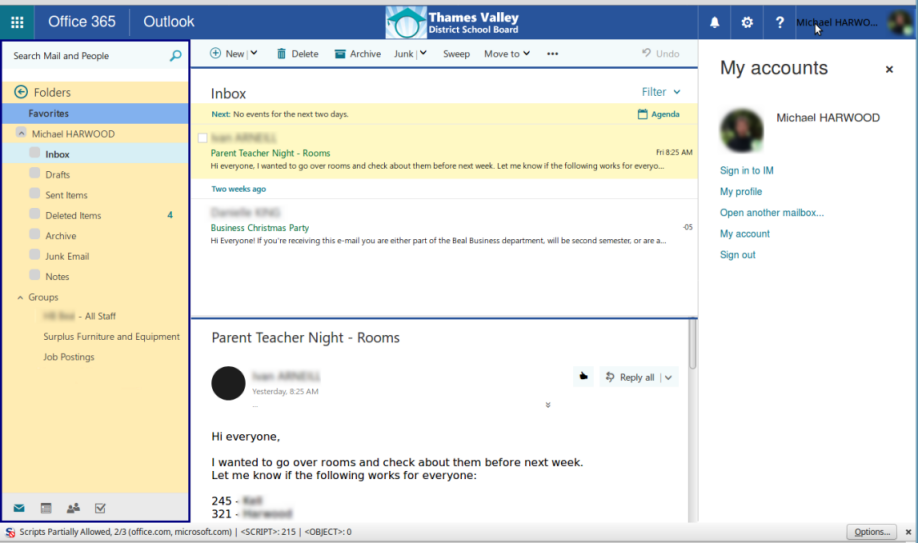 Office 365
Outlook
Thames Valley
District School Board
?
Michael HARWO...
Search Mail and People
New
Delete
Archive
Junk
Sweep
Move to
...
Undo
My accounts
×
Folders
Favorites
Michael HARWOOD
Inbox
Drafts
Sent Items
Deleted Items 4
Archive
Junk Email
Notes
Groups
- All Staff
Surplus Furniture and Equipment
Job Postings
Inbox
Filter
Next: No events for the next two days.
Agenda
Parent Teacher Night - Rooms
Fri 8:25 AM
Hi everyone, I wanted to go over rooms and check about them before next week. Let me know if the following works for everyo...
Two weeks ago
Business Christmas Party
-05
Hi Everyone! If you're receiving this e-mail you are either part of the Beal Business department, will be second semester, or are a...
Parent Teacher Night - Rooms
Yesterday, 8:25 AM
...
Reply all
Hi everyone,
I wanted to go over rooms and check about them before next week.
Let me know if the following works for everyone:
245 -
321 -
Michael HARWOOD
Sign in to IM
My profile
Open another mailbox...
My account
Sign out
Scripts Partially Allowed, 2/3 (office.com, microsoft.com) | <SCRIPT>: 215 | <OBJECT>: 0
Options...
×